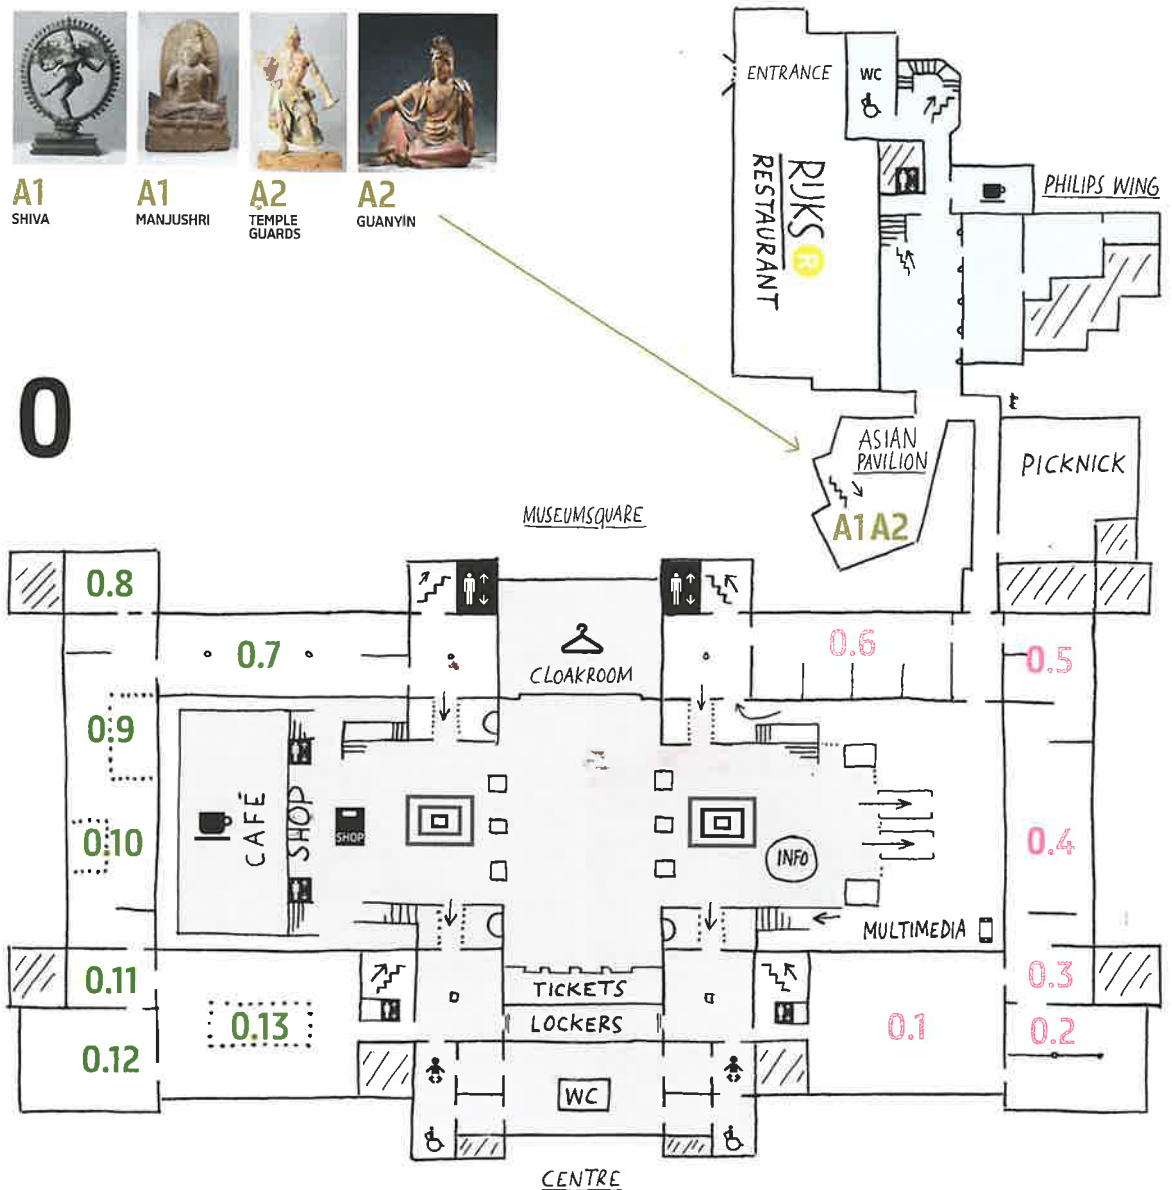 A1
SHIVA
A1
MANJUSHRI
A2
TEMPLE
GUARDS
A2
GUANYIN
ENTRANCE
WC
RIJKS R
RESTAURANT
PHILIPS WING
0
ASIAN
PAVILION
A1 A2
PICKNICK
MUSEUMSQUARE
0.8
0.7
0.6
0.5
CLOAKROOM
0.9
0.10
CAFÉ
SHOP
SHOP
INFO
0.4
MULTIMEDIA
0.11
0.3
TICKETS
LOCKERS
0.13
0.1
0.2
0.12
WC
CENTRE